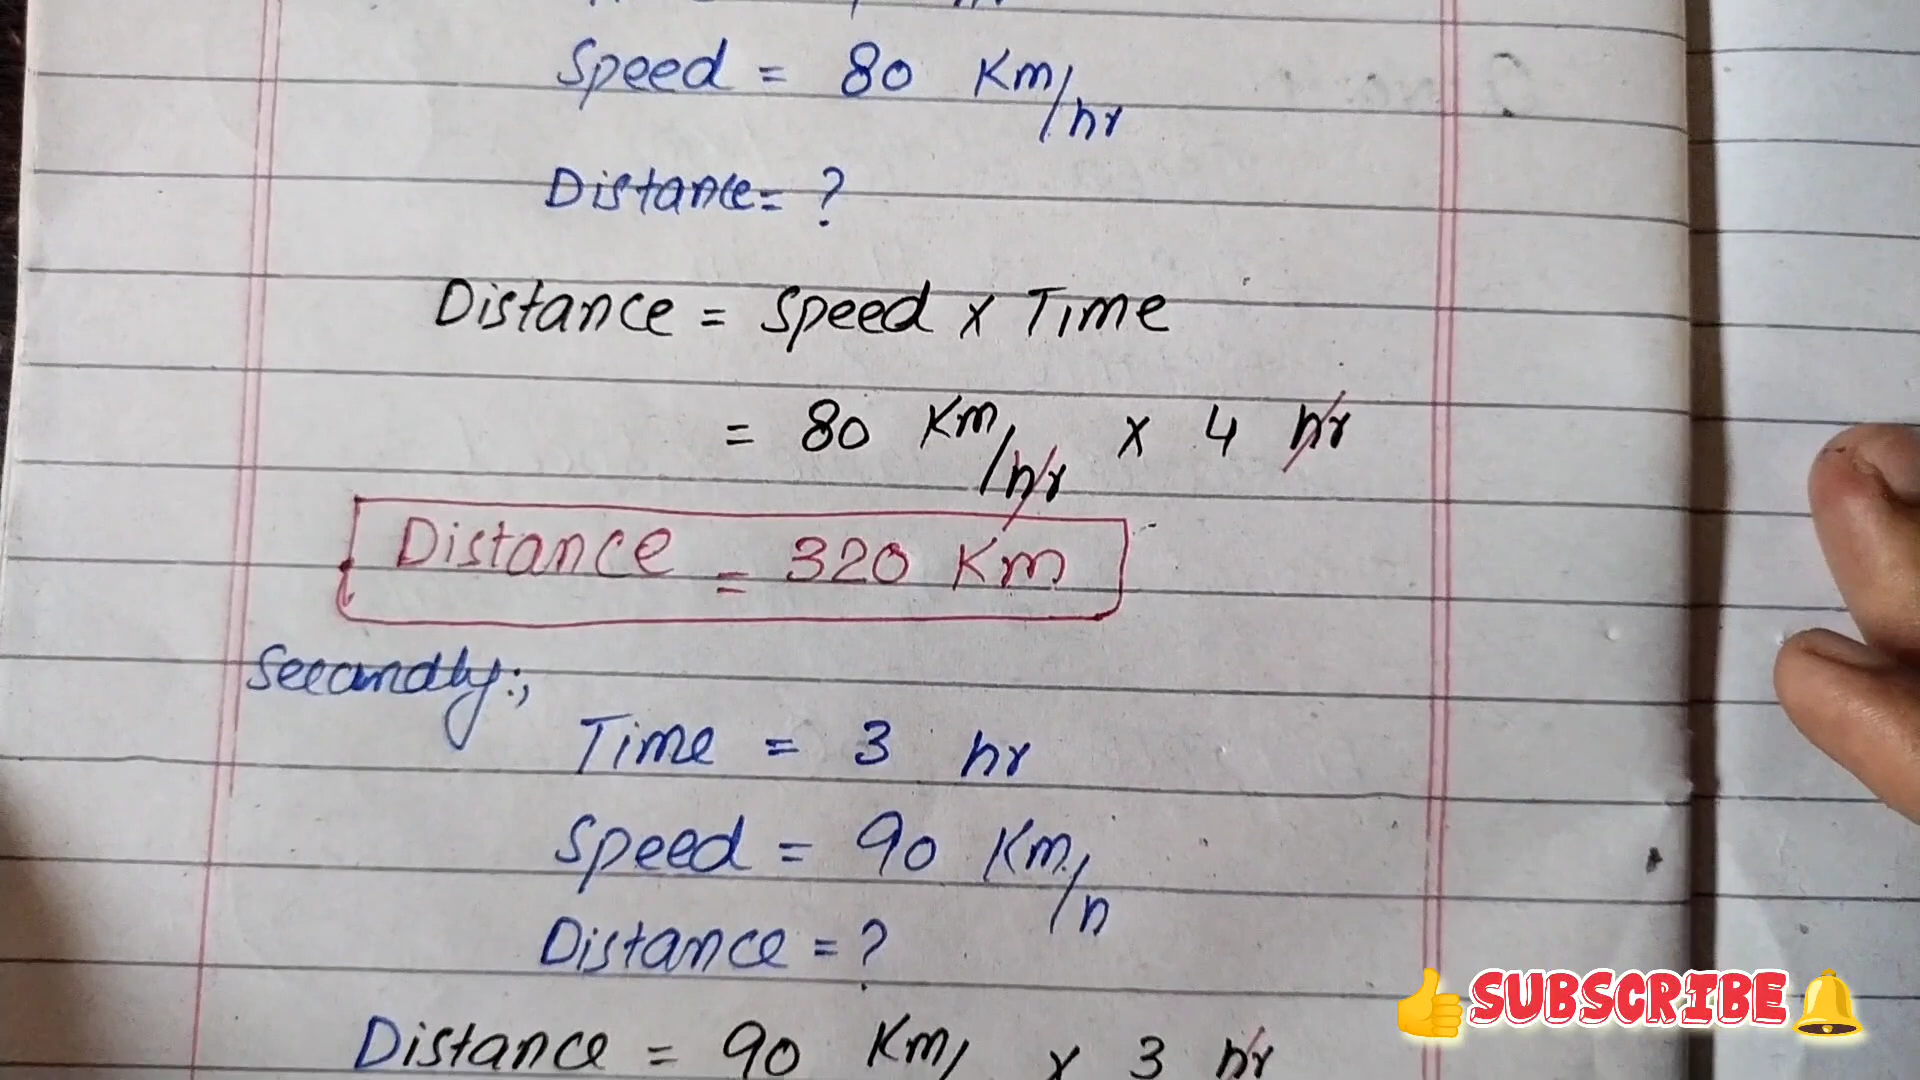 Speed = 80 Km/hr
Distance = ?
Distance = Speed x Time
= 80 Km/hr x 4 hr
Distance = 320 Km
Secondly:,
Time = 3 hr
Speed = 90 Km/h
Distance = ?
Distance = 90 Km/ x 3 hr
SUBSCRIBE